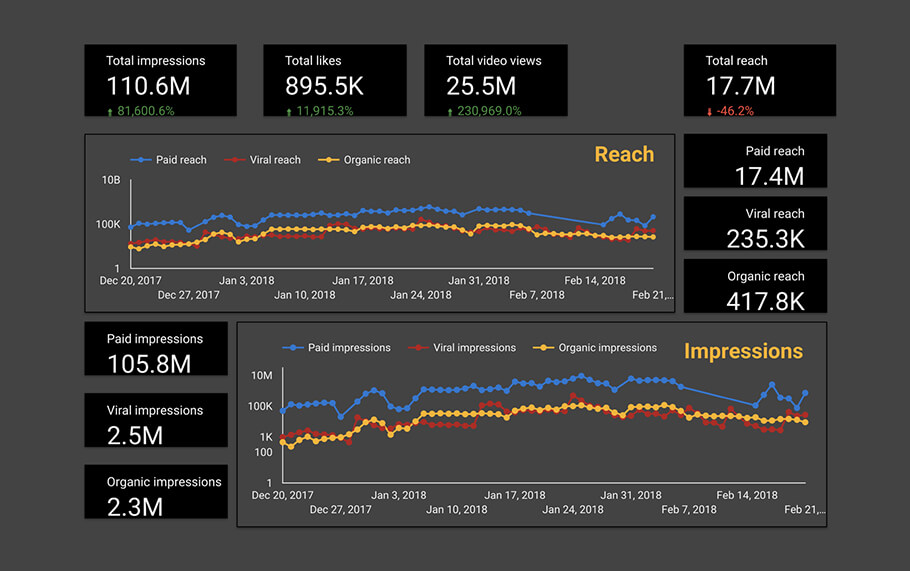 Total impressions
110.6M
81,600.6%
Total likes
895.5K
11,915.3%
Total video views
25.5M
230,969.0%
Total reach
17.7M
-46.2%
Paid reach Viral reach Organic reach
Reach
10B
100K
1
Dec 20, 2017 Jan 3, 2018 Jan 17, 2018 Jan 31, 2018 Feb 14, 2018
Dec 27, 2017 Jan 10, 2018 Jan 24, 2018 Feb 7, 2018 Feb 21,...
Paid reach
17.4M
Viral reach
235.3K
Organic reach
417.8K
Paid impressions
105.8M
Viral impressions
2.5M
Organic impressions
2.3M
Paid impressions Viral impressions Organic impressions
Impressions
10M
100K
1K
100
1
Dec 20, 2017 Jan 3, 2018 Jan 17, 2018 Jan 31, 2018 Feb 14, 2018
Dec 27, 2017 Jan 10, 2018 Jan 24, 2018 Feb 7, 2018 Feb 21,...